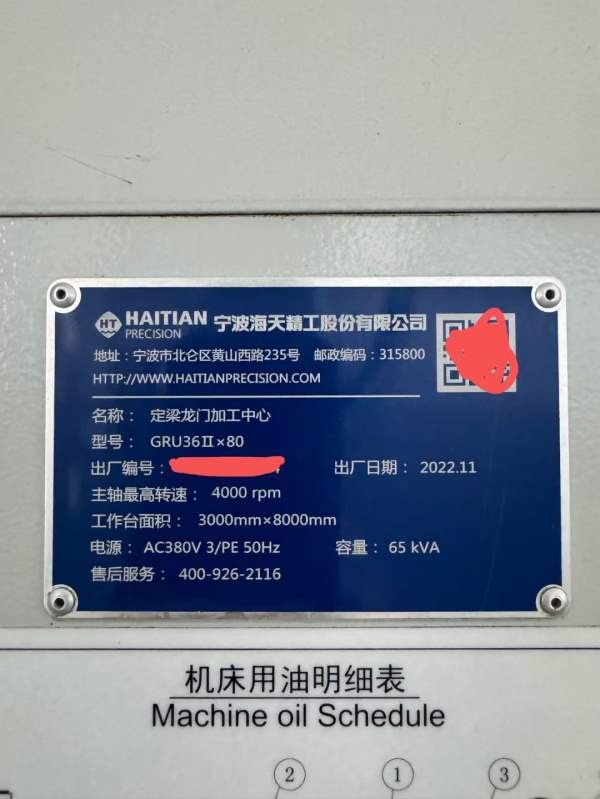 HT HAITIAN PRECISION 宁波海天精工股份有限公司
地址：宁波市北仑区黄山西路235号 邮政编码：315800
HTTP://WWW.HAITIANPRECISION.COM
名称： 定梁龙门加工中心
型号： GRU36Ⅱ×80
出厂编号： 出厂日期： 2022.11
主轴最高转速： 4000 rpm
工作台面积： 3000mm×8000mm
电源： AC380V 3/PE 50Hz 容量： 65 kVA
售后服务： 400-926-2116
机床用油明细表
Machine oil Schedule
② ① ③